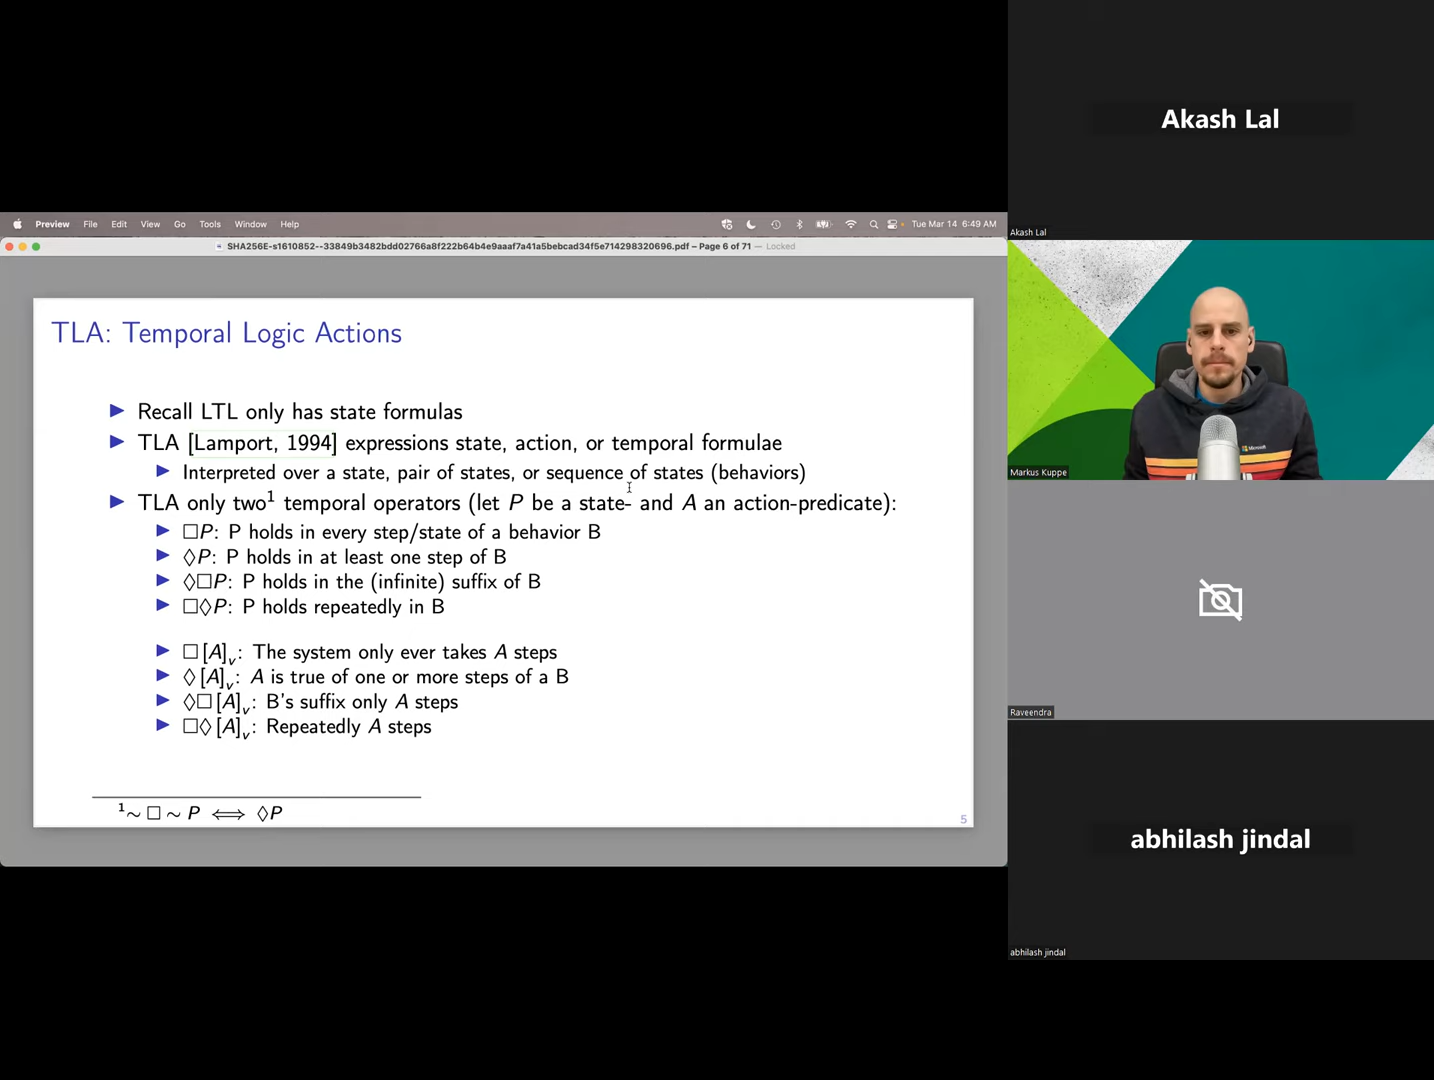 Akash Lal
Akash Lal
Preview File Edit View Go Tools Window Help Tue Mar 14 6:49 AM
SHA256E-s1610852--33849b3482bdd02766a8f222b64b4e9aaaf7a41a5bebcad34f5e714298320696.pdf – Page 6 of 71 — Locked
TLA: Temporal Logic Actions
▶ Recall LTL only has state formulas
▶ TLA [Lamport, 1994] expressions state, action, or temporal formulae
▶ Interpreted over a state, pair of states, or sequence of states (behaviors)
▶ TLA only two¹ temporal operators (let P be a state- and A an action-predicate):
▶ □P: P holds in every step/state of a behavior B
▶ ◇P: P holds in at least one step of B
▶ ◇□P: P holds in the (infinite) suffix of B
▶ □◇P: P holds repeatedly in B
▶ □[A]ᵥ: The system only ever takes A steps
▶ ◇[A]ᵥ: A is true of one or more steps of a B
▶ ◇□[A]ᵥ: B's suffix only A steps
▶ □◇[A]ᵥ: Repeatedly A steps
¹∼ □ ∼ P ⟺ ◇P
5
Microsoft
Markus Kuppe
Raveendra
abhilash jindal
abhilash jindal